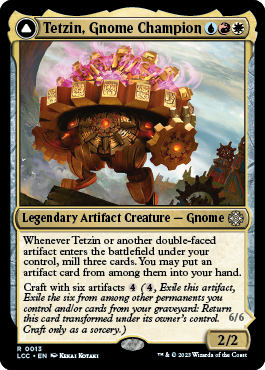 Tetzin, Gnome Champion
Legendary Artifact Creature — Gnome
Whenever Tetzin or another double-faced
artifact enters the battlefield under your
control, mill three cards. You may put an
artifact card from among them into your hand.
Craft with six artifacts 4 (4, Exile this artifact,
Exile the six from among other permanents you
control and/or cards from your graveyard: Return
this card transformed under its owner's control.
Craft only as a sorcery.)
6/6
2/2
R 0013
LCC • EN KEKAI KOTAKI
™ & © 2023 Wizards of the Coast